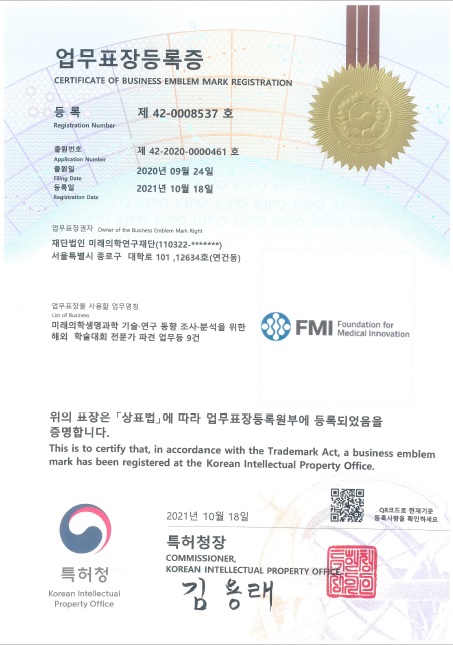 업무표장등록증
CERTIFICATE OF BUSINESS EMBLEM MARK REGISTRATION
등 록 제 42-0008537 호
Registration Number
출원번호 제 42-2020-0000461 호
Application Number
출원일 2020년 09월 24일
Filing Date
등록일 2021년 10월 18일
Registration Date
업무표장권자 Owner of the Business Emblem Mark Right
재단법인 미래의학연구재단(110322-*******)
서울특별시 종로구 대학로 101 ,12634호(연건동)
업무표장을 사용할 업무명칭
List of Business
미래의학생명과학 기술·연구 동향 조사·분석을 위한
해외 학술대회 전문가 파견 업무등 9건
FMI Foundation for
Medical Innovation
위의 표장은 「상표법」에 따라 업무표장등록원부에 등록되었음을
증명합니다.
This is to certify that, in accordance with the Trademark Act, a business emblem
mark has been registered at the Korean Intellectual Property Office.
2021년 10월 18일
QR코드로 현재기준
등록사항을 확인하세요
특허청
Korean Intellectual
Property Office
특허청장
COMMISSIONER,
KOREAN INTELLECTUAL PROPERTY OFFICE
김용래